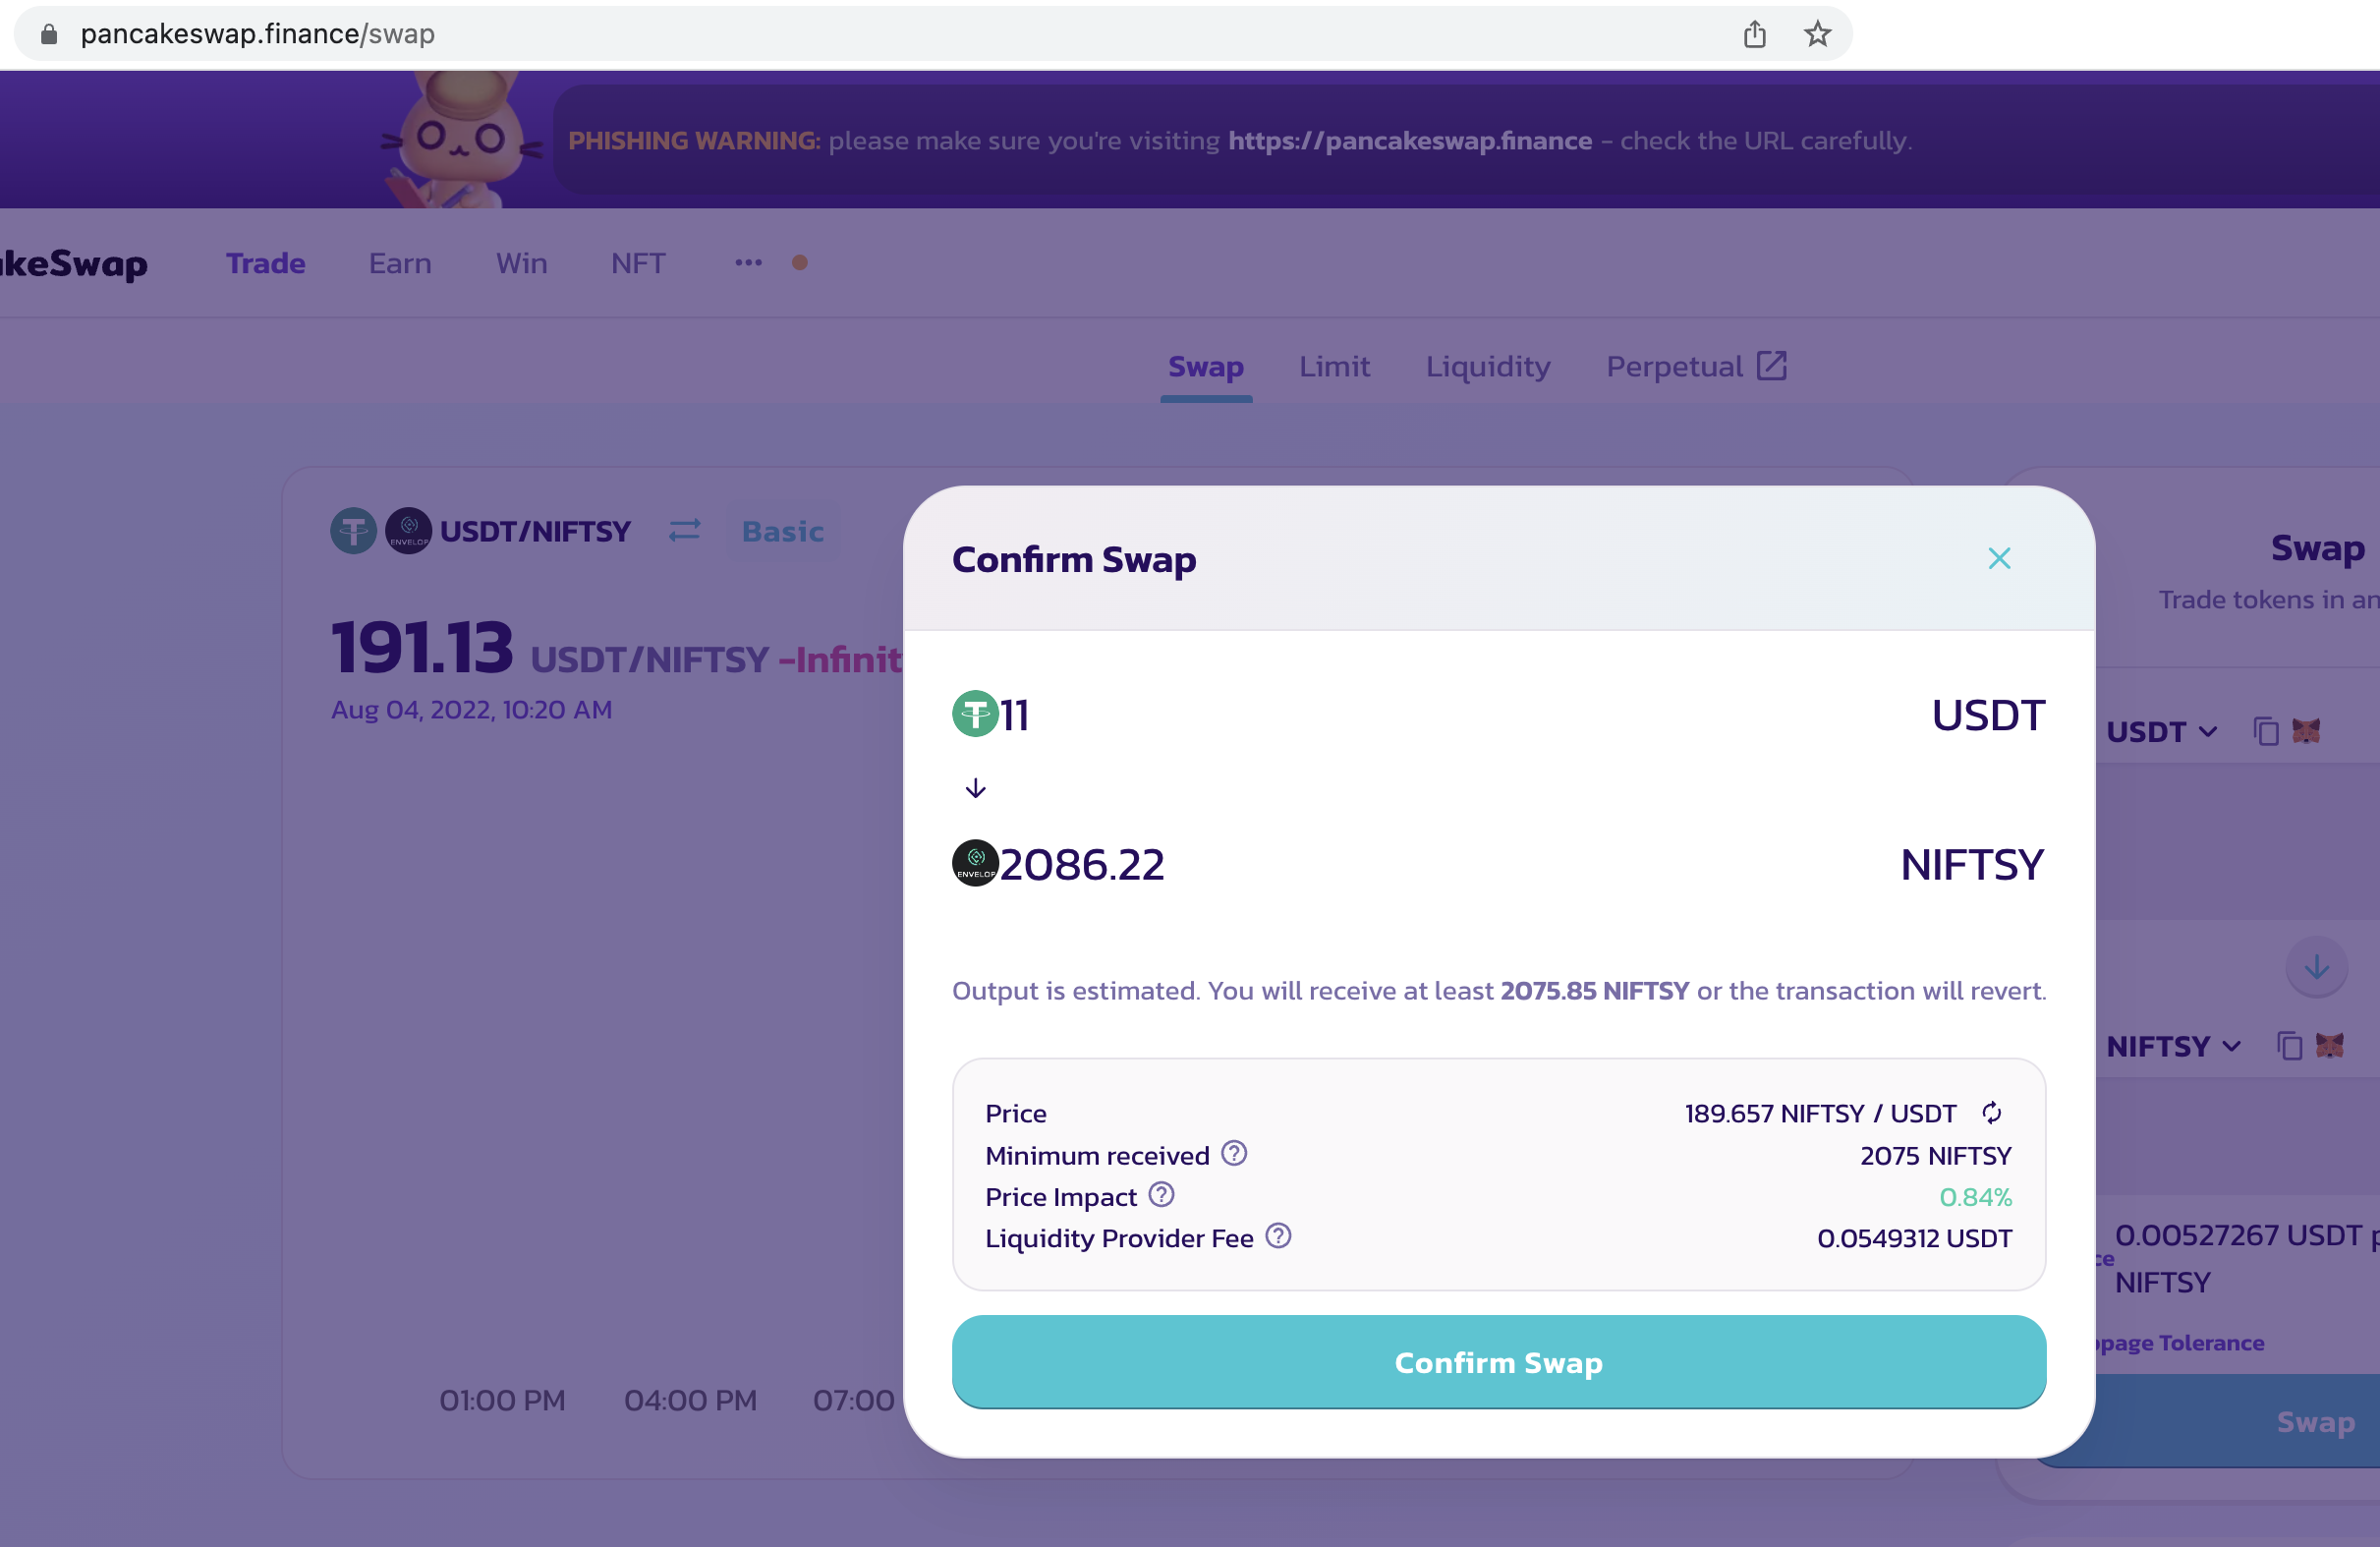 pancakeswap.finance/swap
PHISHING WARNING: please make sure you're visiting https://pancakeswap.finance - check the URL carefully.
akeSwap Trade Earn Win NFT ...
Swap Limit Liquidity Perpetual
USDT/NIFTSY Basic
191.13 USDT/NIFTSY -Infinit
Aug 04, 2022, 10:20 AM
01:00 PM 04:00 PM 07:00
Confirm Swap
11 USDT
ENVELOP
2086.22 NIFTSY
Output is estimated. You will receive at least 2075.85 NIFTSY or the transaction will revert.
Price 189.657 NIFTSY / USDT
Minimum received ? 2075 NIFTSY
Price Impact ? 0.84%
Liquidity Provider Fee ? 0.0549312 USDT
Confirm Swap
Swap
Trade tokens in an
USDT
NIFTSY
ce 0.00527267 USDT p
NIFTSY
ppage Tolerance
Swap